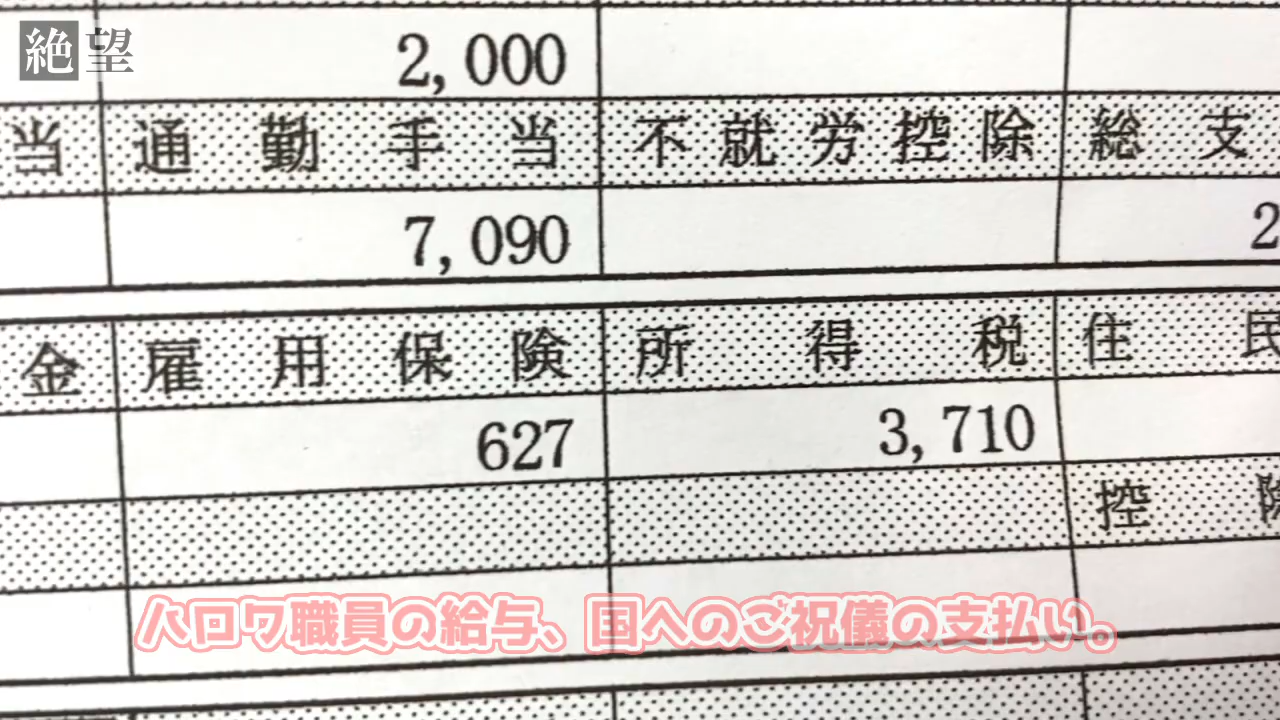 絶望
2,000
当 通勤手当 不就労控除 総支
7,090 2
金 雇用保険 所得税 住民
627 3,710
控除
ハロワ職員の給与、国へのご祝儀の支払い。